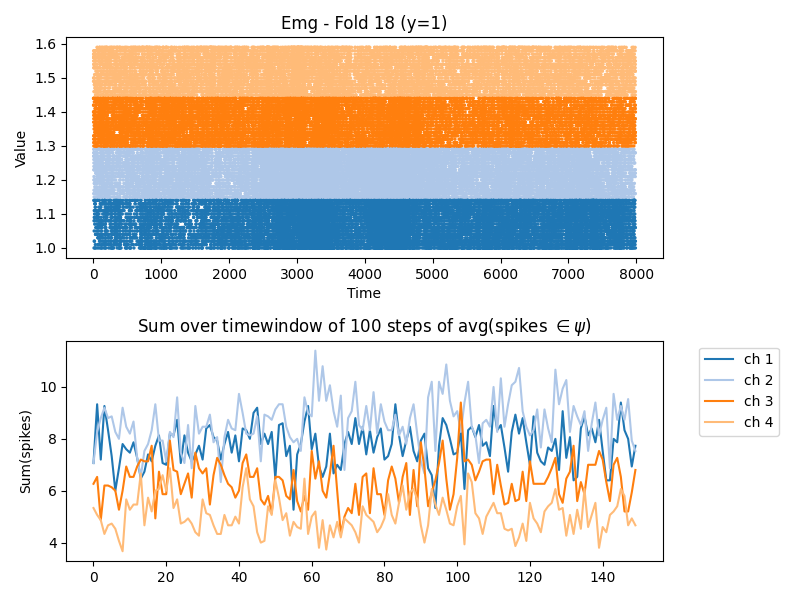 Emg - Fold 18 (y=1)
1.6
1.5
1.4
1.3
1.2
1.1
1.0
Value
0 1000 2000 3000 4000 5000 6000 7000 8000
Time
Sum over timewindow of 100 steps of avg(spikes ∈ ψ)
10
8
6
4
Sum(spikes)
0 20 40 60 80 100 120 140
ch 1
ch 2
ch 3
ch 4